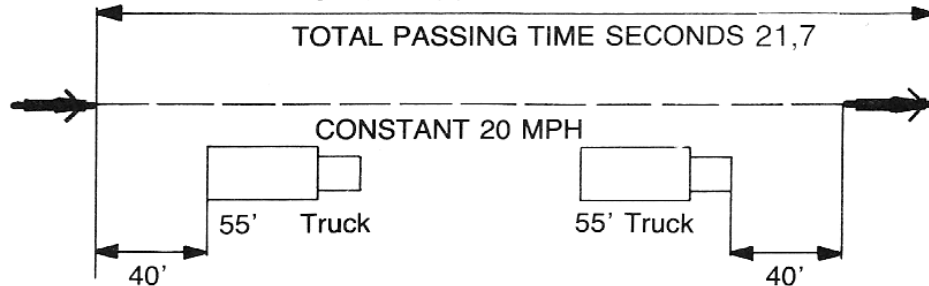 TOTAL PASSING TIME SECONDS 21,7
CONSTANT 20 MPH
55' Truck
55' Truck
40'
40'